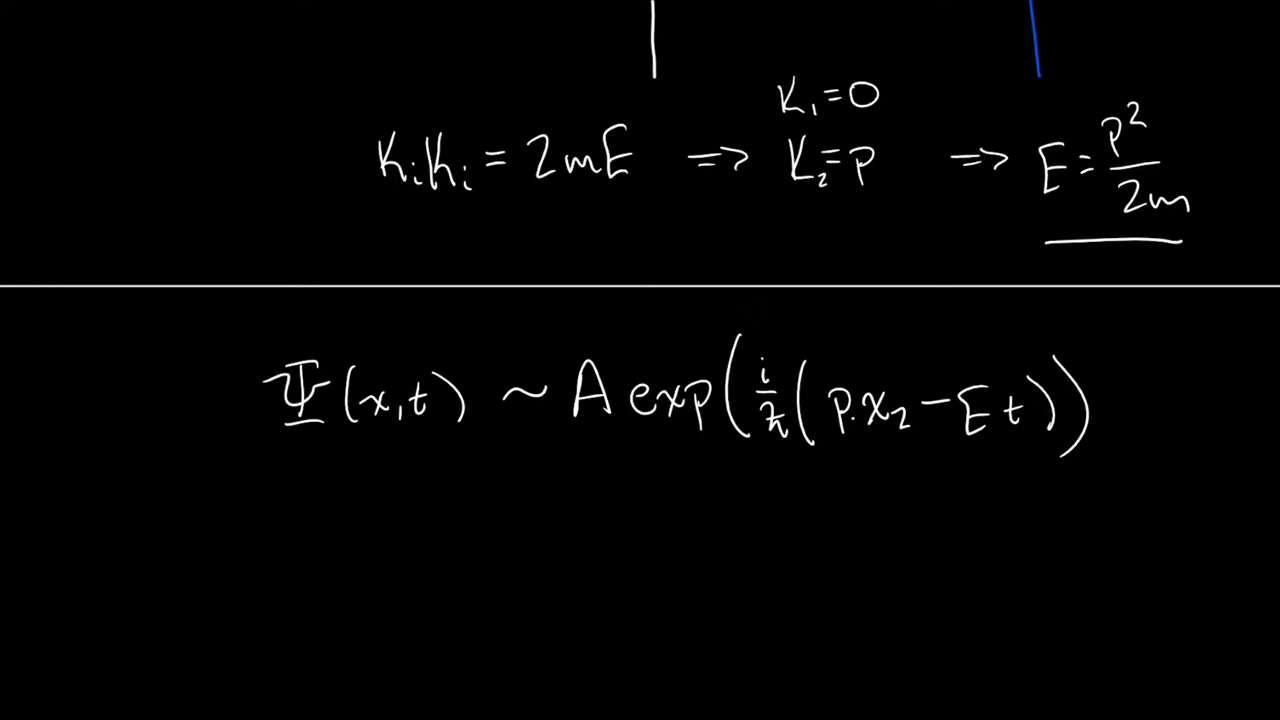 K₁=0
KᵢKᵢ = 2mE => K₂=p => E = p²/2m
Ψ(x,t) ~ A exp(i/ħ(p·x₂ − Et))